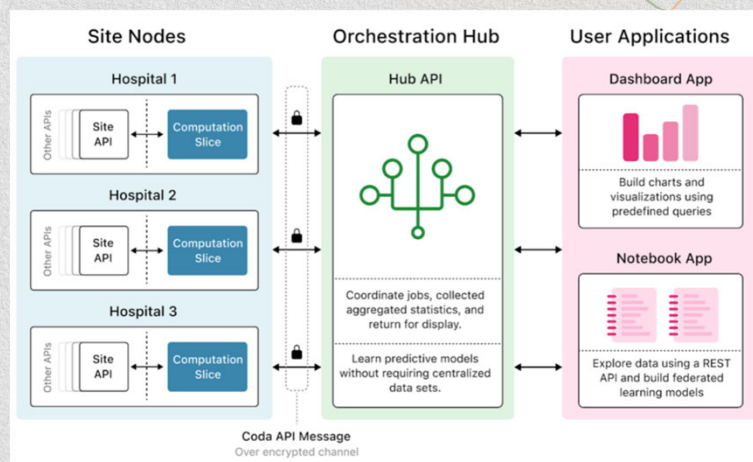 Site Nodes
Orchestration Hub
User Applications
Hospital 1
Other APIs
Site
API
Computation
Slice
Hospital 2
Other APIs
Site
API
Computation
Slice
Hospital 3
Other APIs
Site
API
Computation
Slice
Coda API Message
Over encrypted channel
Hub API
Coordinate jobs, collected
aggregated statistics, and
return for display.
Learn predictive models
without requiring centralized
data sets.
Dashboard App
Build charts and
visualizations using
predefined queries
Notebook App
Explore data using a REST
API and build federated
learning models